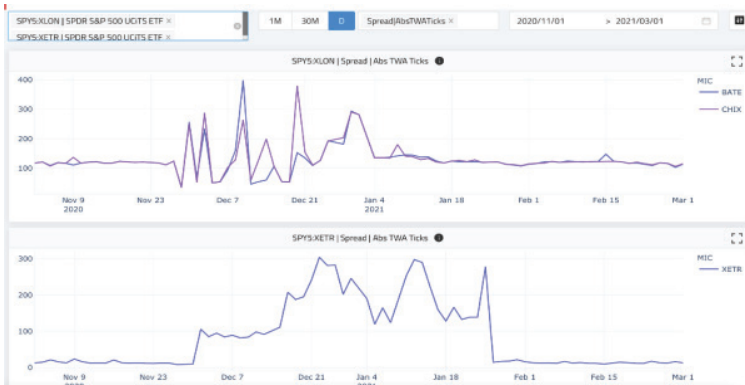 SPY5:XLON | SPDR S&P 500 UCITS ETF ×
SPY5:XETR | SPDR S&P 500 UCITS ETF ×
1M 30M D Spread|AbsTWATicks × 2020/11/01 > 2021/03/01
SPY5:XLON | Spread | Abs TWA Ticks
MIC
BATE
CHIX
400
300
200
100
Nov 9 Nov 23 Dec 7 Dec 21 Jan 4 Jan 18 Feb 1 Feb 15 Mar 1
2020 2021
SPY5:XETR | Spread | Abs TWA Ticks
MIC
XETR
300
200
100
0
Nov 9 Nov 23 Dec 7 Dec 21 Jan 4 Jan 18 Feb 1 Feb 15 Mar 1
2020 2021